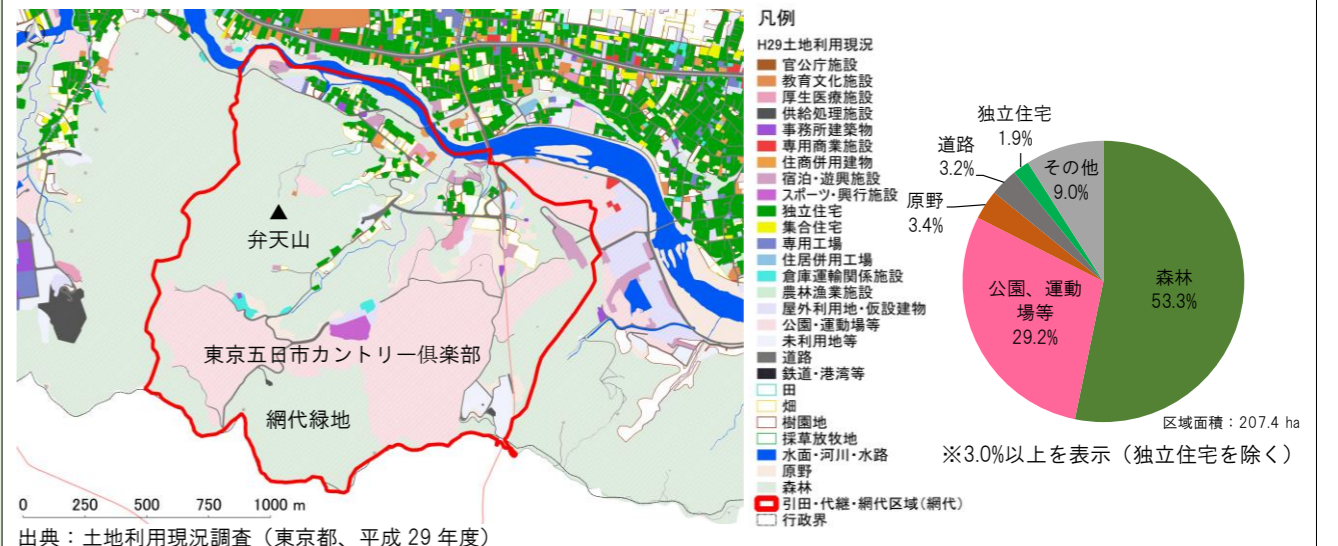 弁天山
東京五日市カントリー倶楽部
網代緑地
0 250 500 750 1000 m
出典：土地利用現況調査（東京都、平成 29 年度）
凡例
H29土地利用現況
官公庁施設
教育文化施設
厚生医療施設
供給処理施設
事務所建築物
専用商業施設
住商併用建物
宿泊・遊興施設
スポーツ・興行施設
独立住宅
集合住宅
専用工場
住居併用工場
倉庫運輸関係施設
農林漁業施設
屋外利用地・仮設建物
公園・運動場等
未利用地等
道路
鉄道・港湾等
田
畑
樹園地
採草放牧地
水面・河川・水路
原野
森林
引田・代継・網代区域（網代）
行政界
独立住宅
1.9%
道路
3.2%
原野
3.4%
その他
9.0%
公園、運動
場等
29.2%
森林
53.3%
区域面積：207.4 ha
※3.0%以上を表示（独立住宅を除く）